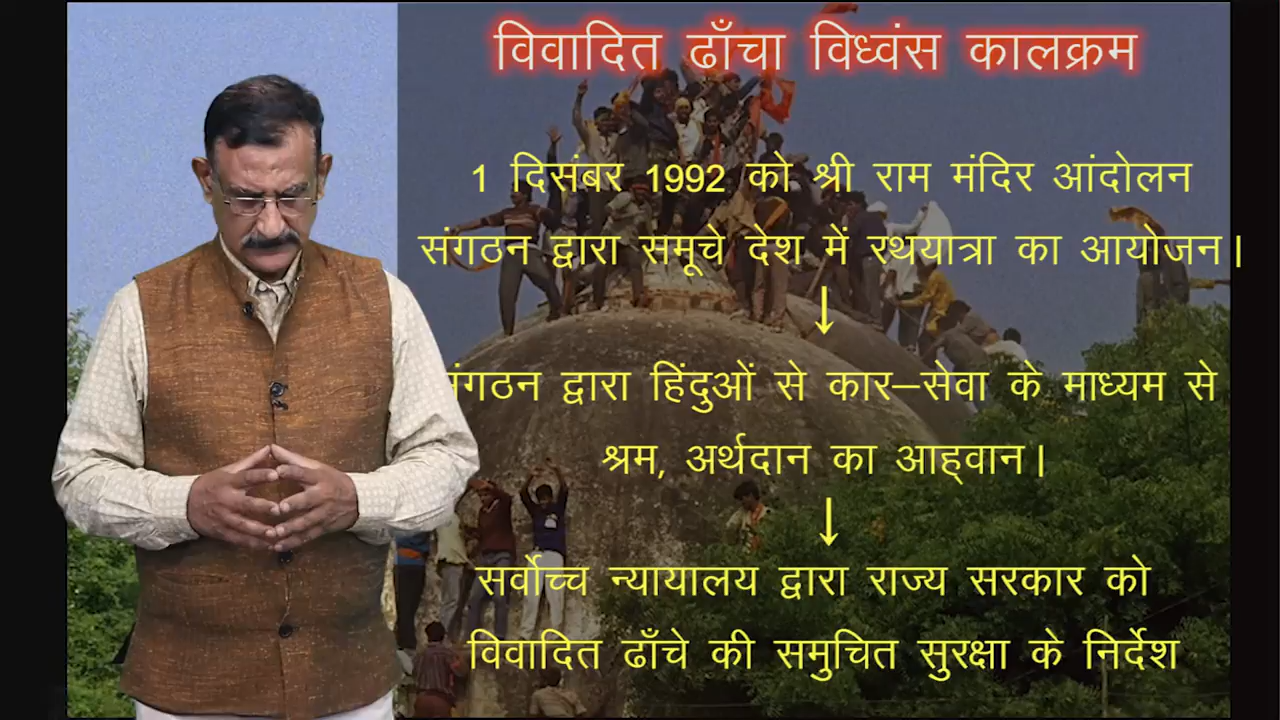 विवादित ढाँचा विध्वंस कालक्रम
1 दिसंबर 1992 को श्री राम मंदिर आंदोलन
संगठन द्वारा समूचे देश में रथयात्रा का आयोजन।
संगठन द्वारा हिंदुओं से कार–सेवा के माध्यम से
श्रम, अर्थदान का आह्वान।
सर्वोच्च न्यायालय द्वारा राज्य सरकार को
विवादित ढाँचे की समुचित सुरक्षा के निर्देश